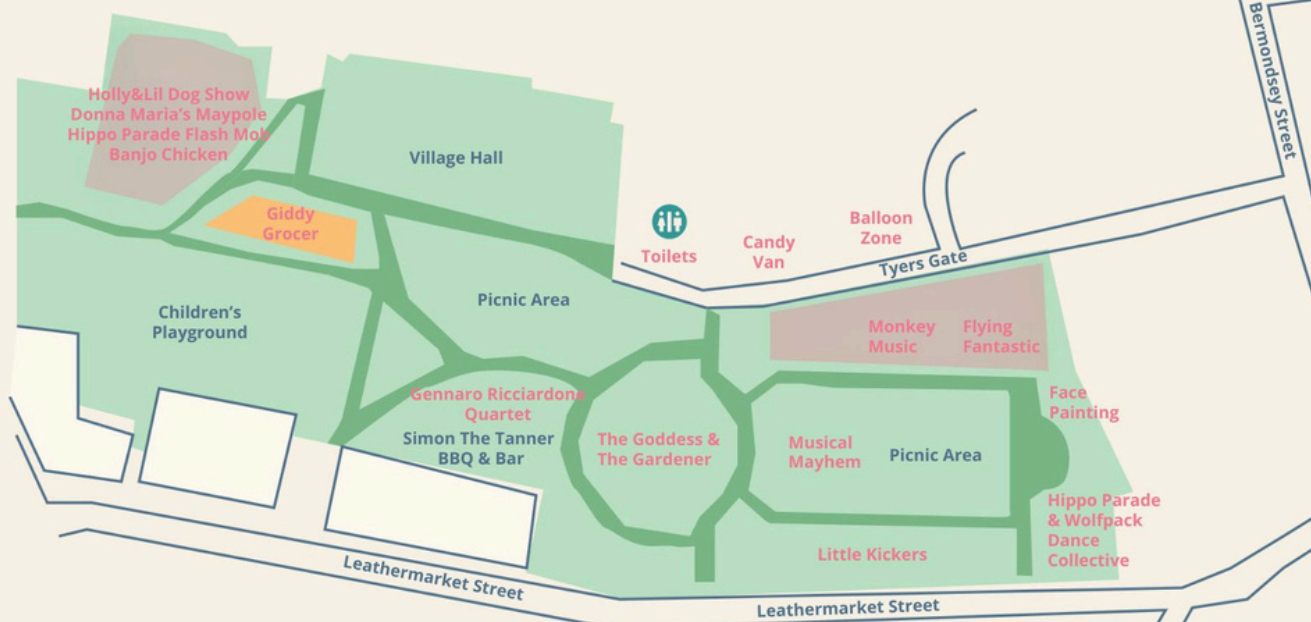 Bermondsey Street
Holly&Lil Dog Show
Donna Maria's Maypole
Hippo Parade Flash Mob
Banjo Chicken
Village Hall
Giddy
Grocer
Toilets
Candy
Van
Balloon
Zone
Tyers Gate
Children's
Playground
Picnic Area
Monkey
Music
Flying
Fantastic
Gennaro Ricciardone
Quartet
Simon The Tanner
BBQ & Bar
The Goddess &
The Gardener
Musical
Mayhem
Picnic Area
Face
Painting
Hippo Parade
& Wolfpack
Dance
Collective
Little Kickers
Leathermarket Street
Leathermarket Street